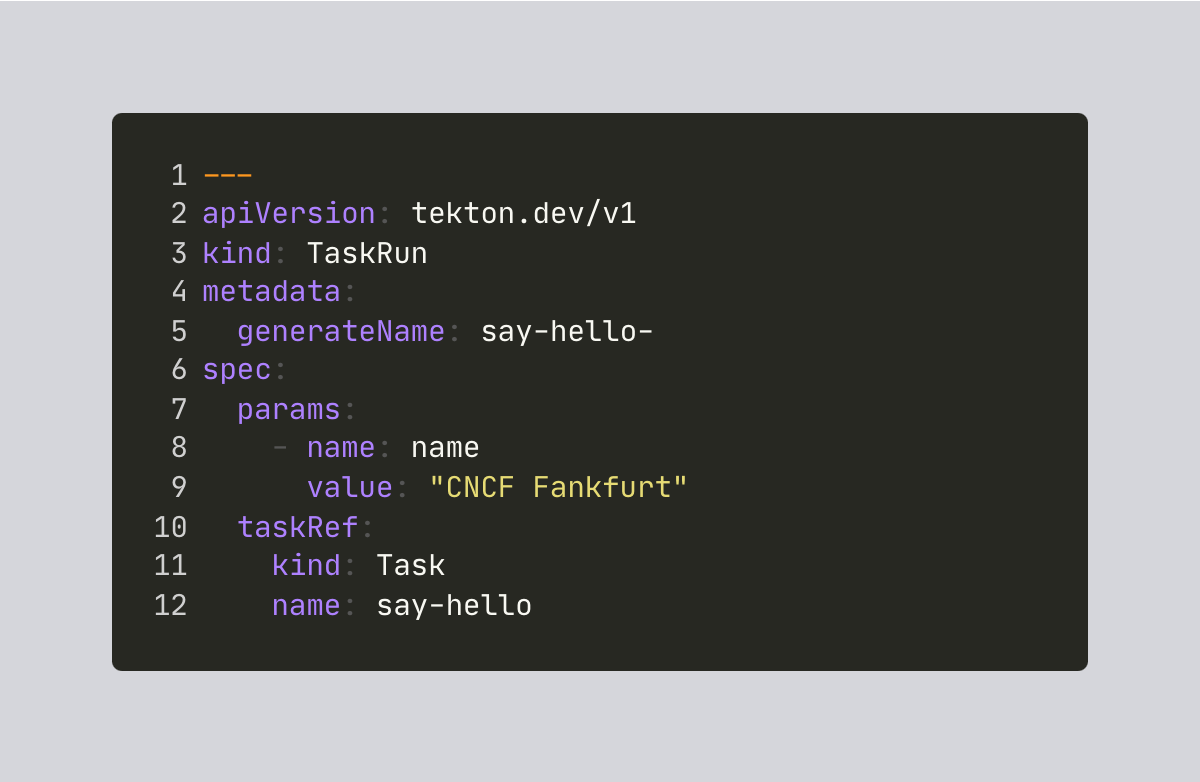 1 ---
2 apiVersion: tekton.dev/v1
3 kind: TaskRun
4 metadata:
5   generateName: say-hello-
6 spec:
7   params:
8     - name: name
9       value: "CNCF Fankfurt"
10   taskRef:
11     kind: Task
12     name: say-hello